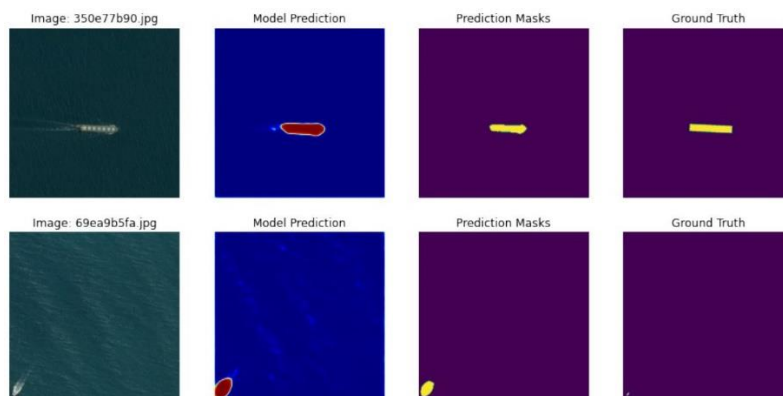 Image: 350e77b90.jpg Model Prediction Prediction Masks Ground Truth
Image: 69ea9b5fa.jpg Model Prediction Prediction Masks Ground Truth